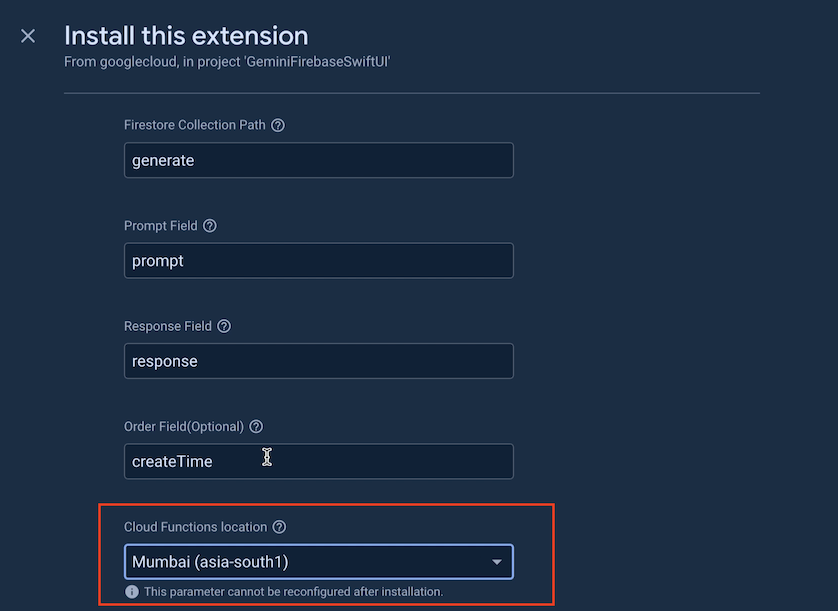 Install this extension
From googlecloud, in project 'GeminiFirebaseSwiftUI'
Firestore Collection Path
generate
Prompt Field
prompt
Response Field
response
Order Field(Optional)
createTime
Cloud Functions location
Mumbai (asia-south1)
This parameter cannot be reconfigured after installation.